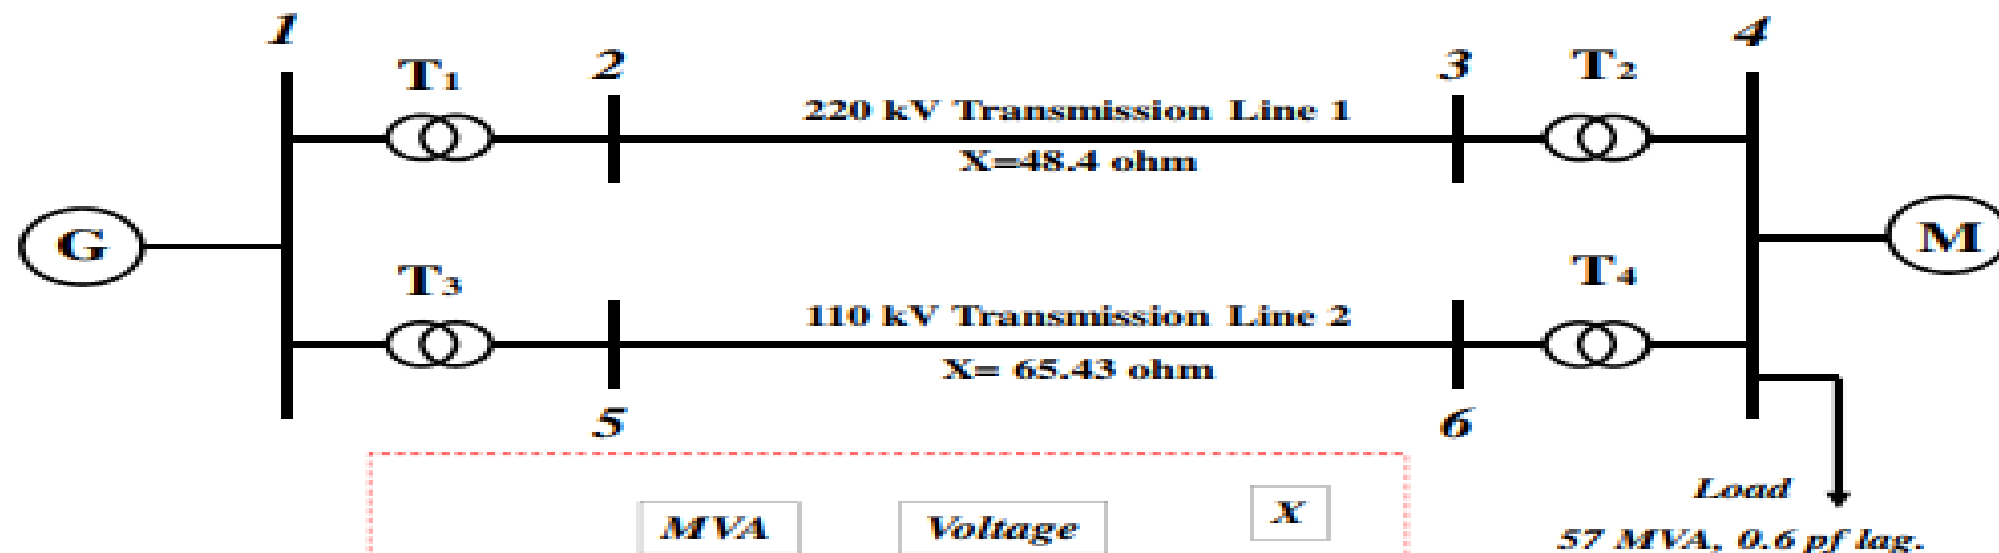 1
T1
2
220 kV Transmission Line 1
X=48.4 ohm
3
T2
4
G
M
T3
5
110 kV Transmission Line 2
X= 65.43 ohm
6
T4
Load
57 MVA, 0.6 pf lag.
MVA
Voltage
X